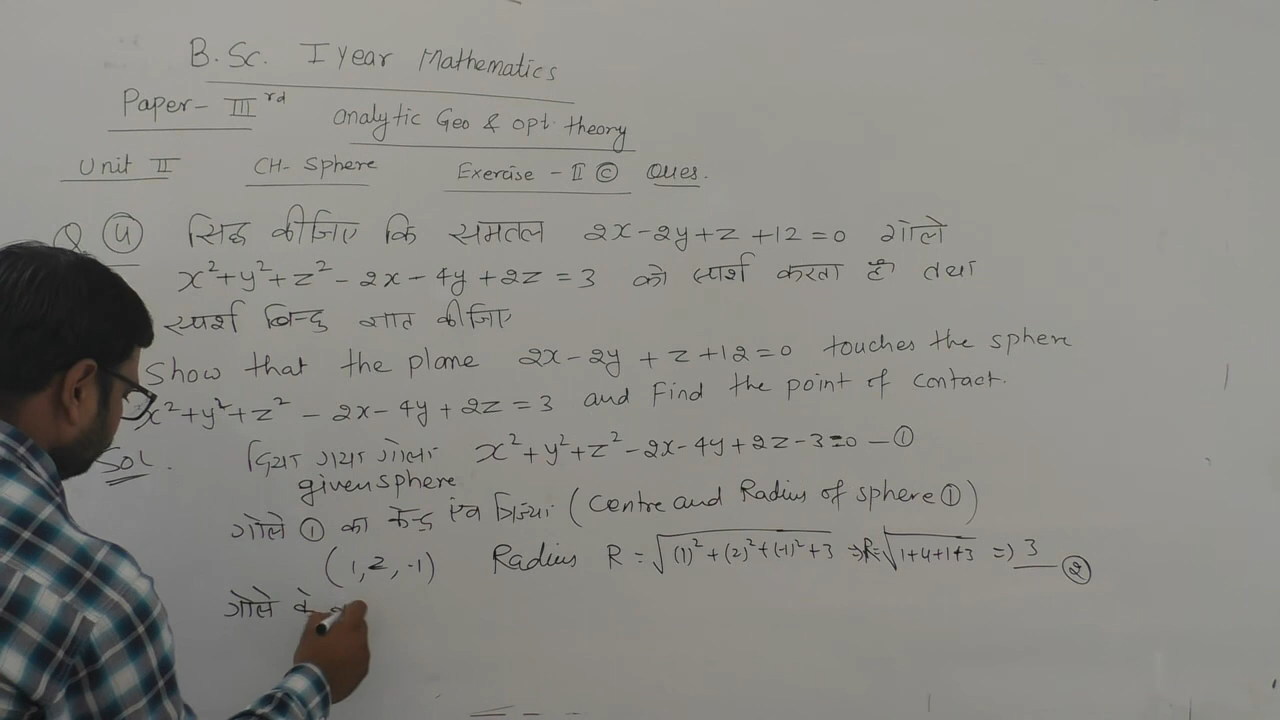 B.Sc. I year Mathematics
Paper- III rd Analytic Geo & opt. theory
Unit II CH- Sphere Exercise - II © Ques.
Q. 4 सिद्ध कीजिए कि समतल 2x-2y+z+12=0 गोले
x²+y²+z²-2x-4y+2z=3 को स्पर्श करता है तथा
स्पर्श बिन्दु ज्ञात कीजिए
Show that the plane 2x-2y+z+12=0 touches the sphere
x²+y²+z²-2x-4y+2z=3 and Find the point of contact.
Sol. दिया गया गोला x²+y²+z²-2x-4y+2z-3=0 — ①
given sphere
गोले ① का केन्द्र एवं त्रिज्या (Centre and Radius of sphere ①)
(1,2,-1) Radius R = √(1)²+(2)²+(-1)²+3 ⇒ R=√1+4+1+3 ⇒ 3 — ②
गोले के